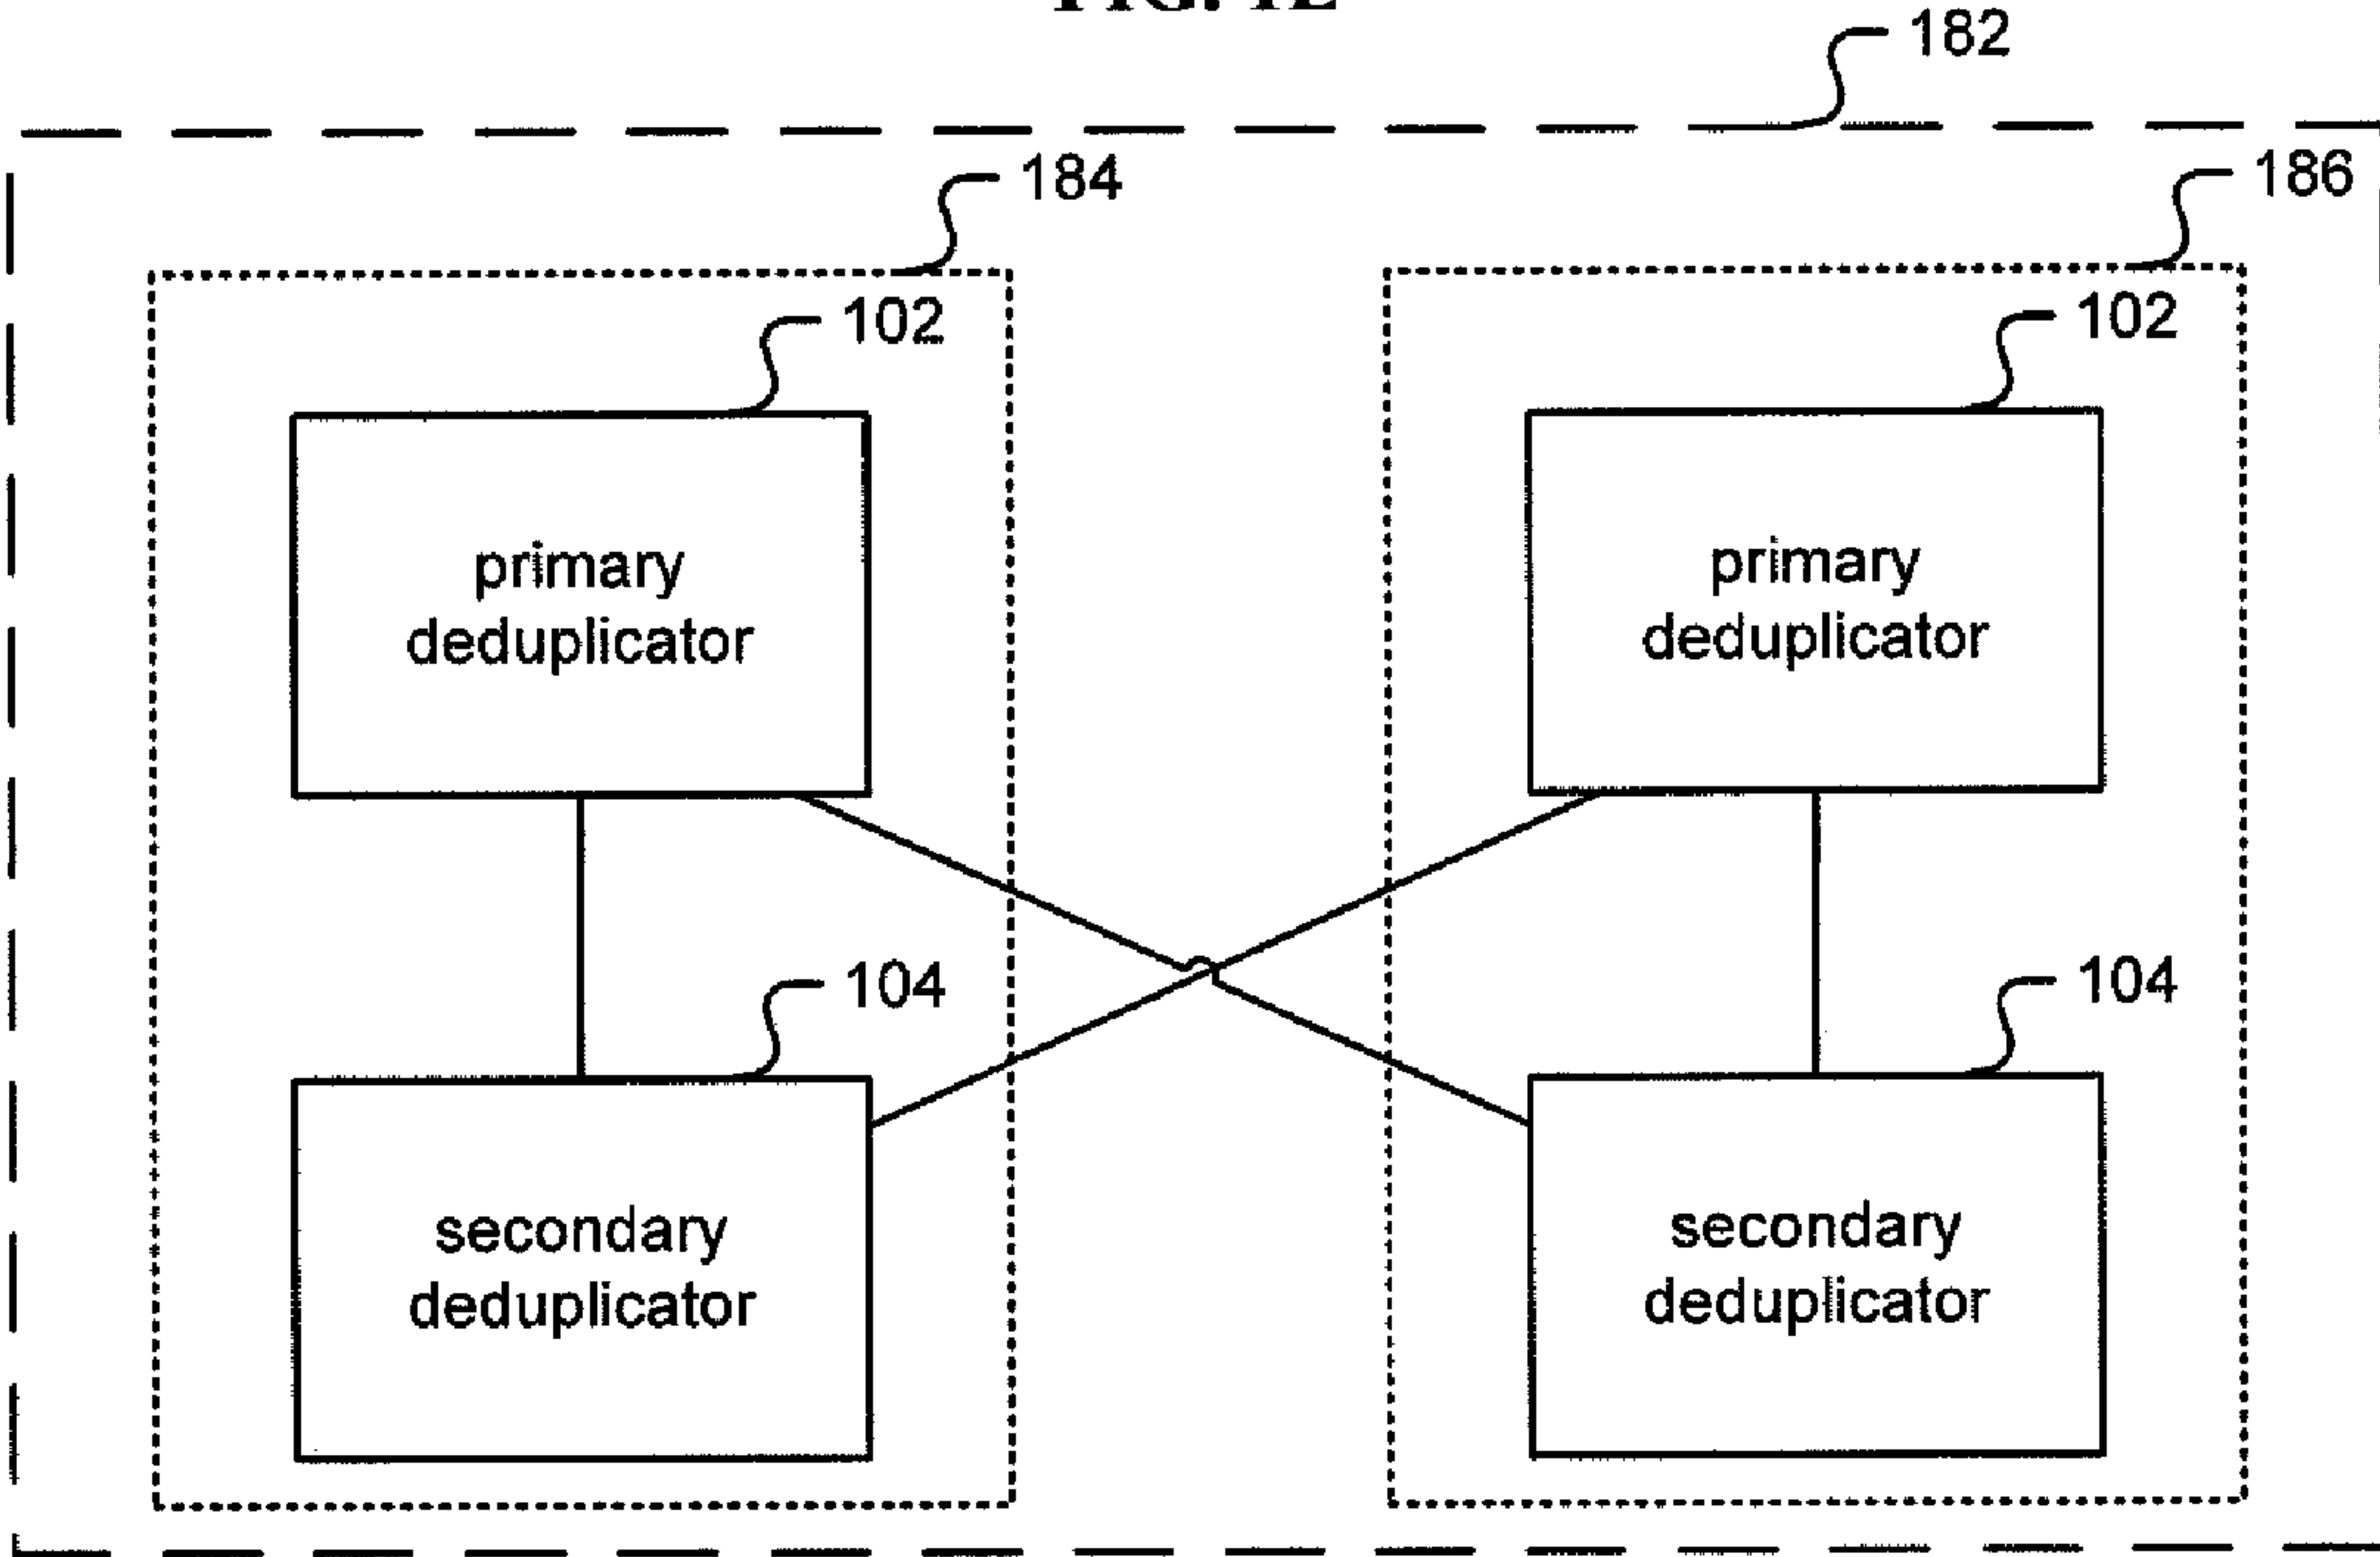 182
184
186
102
102
primary
deduplicator
primary
deduplicator
104
104
secondary
deduplicator
secondary
deduplicator